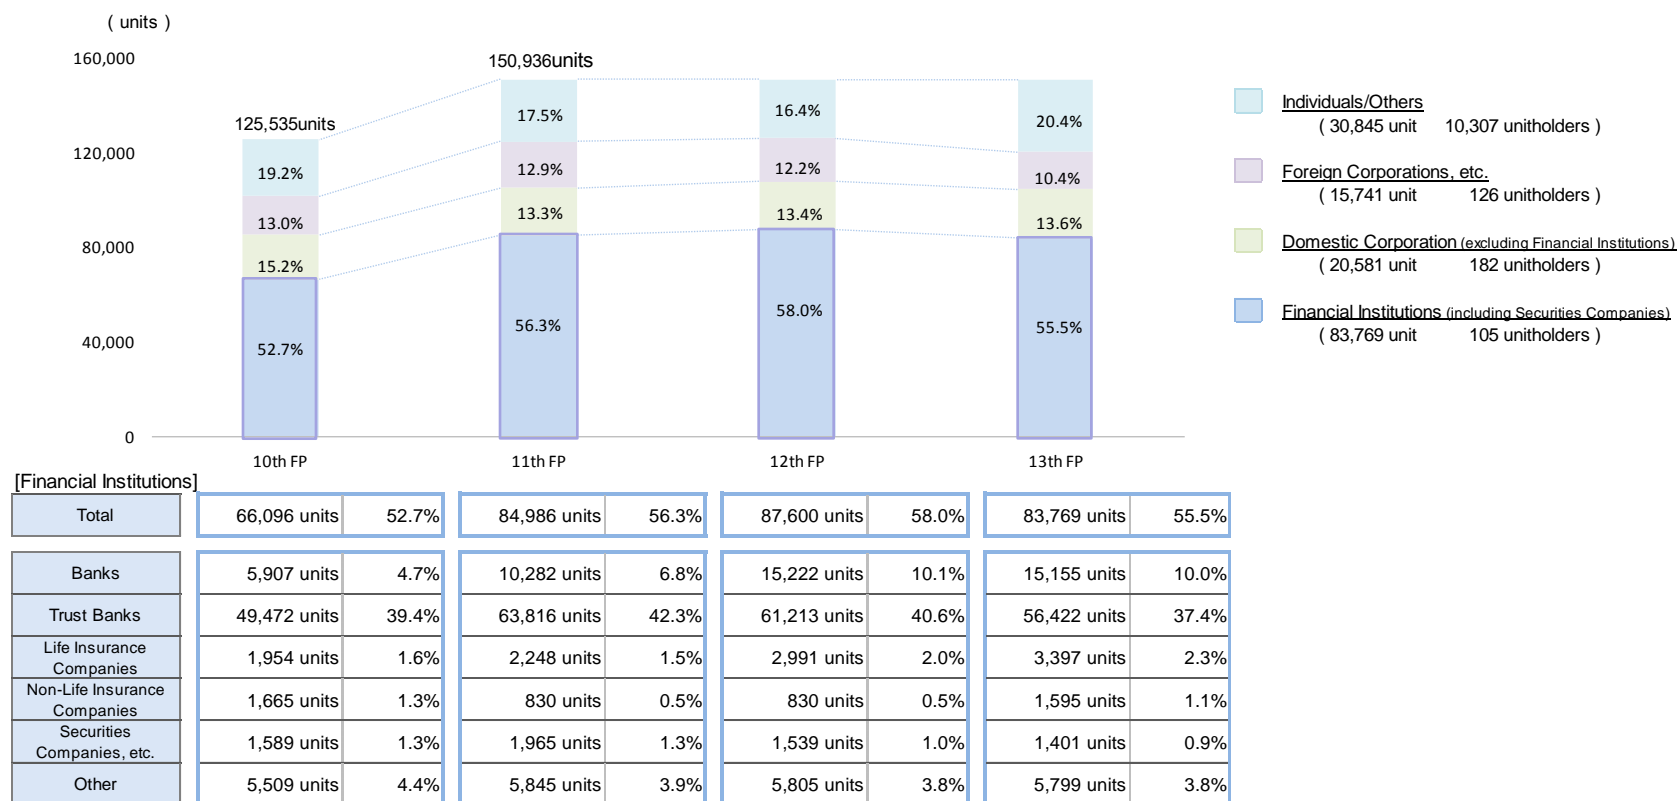 ( units )
160,000
120,000
80,000
40,000
0
125,535units
150,936units
19.2%
13.0%
15.2%
52.7%
17.5%
12.9%
13.3%
56.3%
16.4%
12.2%
13.4%
58.0%
20.4%
10.4%
13.6%
55.5%
10th FP 11th FP 12th FP 13th FP
Individuals/Others
( 30,845 unit 10,307 unitholders )
Foreign Corporations, etc.
( 15,741 unit 126 unitholders )
Domestic Corporation (excluding Financial Institutions)
( 20,581 unit 182 unitholders )
Financial Institutions (including Securities Companies)
( 83,769 unit 105 unitholders )
[Financial Institutions]
Total 66,096 units 52.7% 84,986 units 56.3% 87,600 units 58.0% 83,769 units 55.5%
Banks 5,907 units 4.7% 10,282 units 6.8% 15,222 units 10.1% 15,155 units 10.0%
Trust Banks 49,472 units 39.4% 63,816 units 42.3% 61,213 units 40.6% 56,422 units 37.4%
Life Insurance
Companies 1,954 units 1.6% 2,248 units 1.5% 2,991 units 2.0% 3,397 units 2.3%
Non-Life Insurance
Companies 1,665 units 1.3% 830 units 0.5% 830 units 0.5% 1,595 units 1.1%
Securities
Companies, etc. 1,589 units 1.3% 1,965 units 1.3% 1,539 units 1.0% 1,401 units 0.9%
Other 5,509 units 4.4% 5,845 units 3.9% 5,805 units 3.8% 5,799 units 3.8%